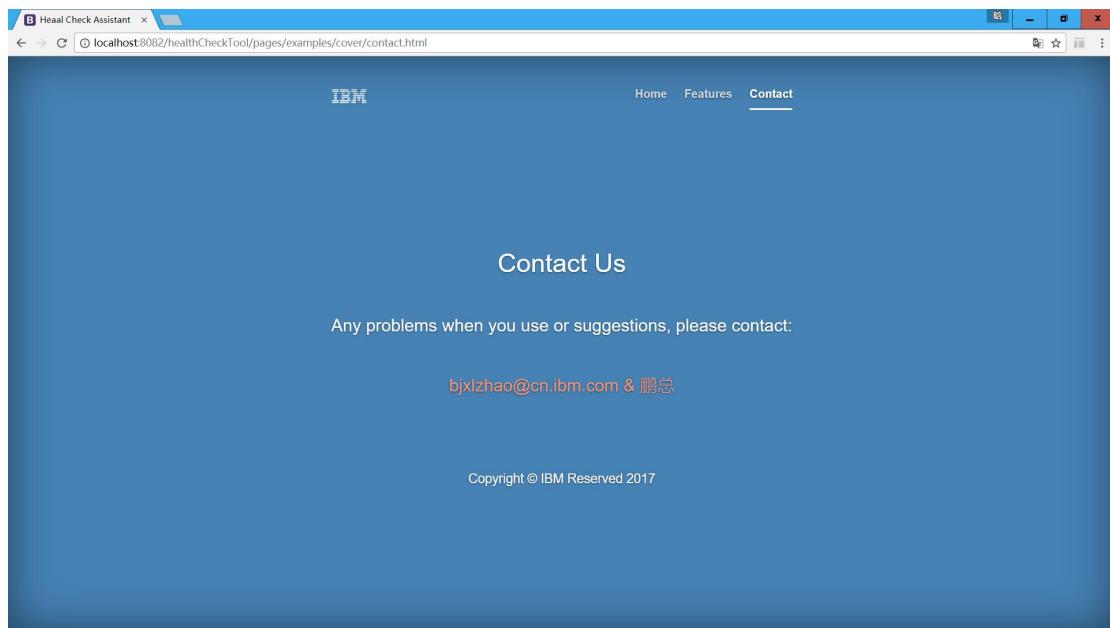 Heaal Check Assistant
localhost:8082/healthCheckTool/pages/examples/cover/contact.html
IBM
Home Features Contact
Contact Us
Any problems when you use or suggestions, please contact:
bjxlzhao@cn.ibm.com & 鹏总
Copyright © IBM Reserved 2017